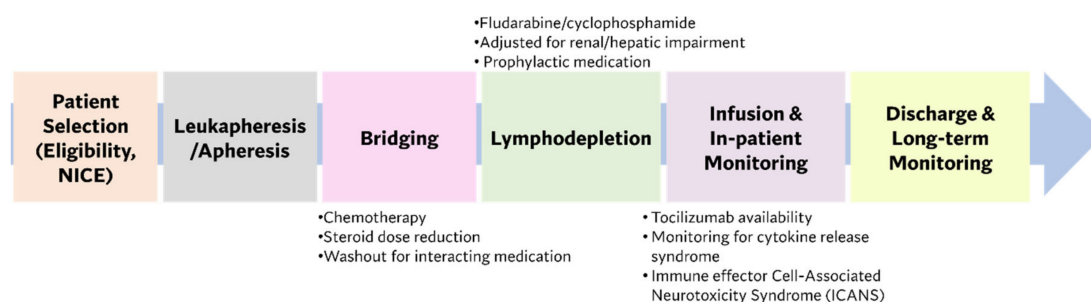 •Fludarabine/cyclophosphamide
•Adjusted for renal/hepatic impairment
• Prophylactic medication
Patient
Selection
(Eligibility,
NICE)
Leukapheresis
/Apheresis
Bridging
Lymphodepletion
Infusion &
In-patient
Monitoring
Discharge &
Long-term
Monitoring
•Chemotherapy
•Steroid dose reduction
•Washout for interacting medication
•Tocilizumab availability
•Monitoring for cytokine release
syndrome
•Immune effector Cell-Associated
Neurotoxicity Syndrome (ICANS)